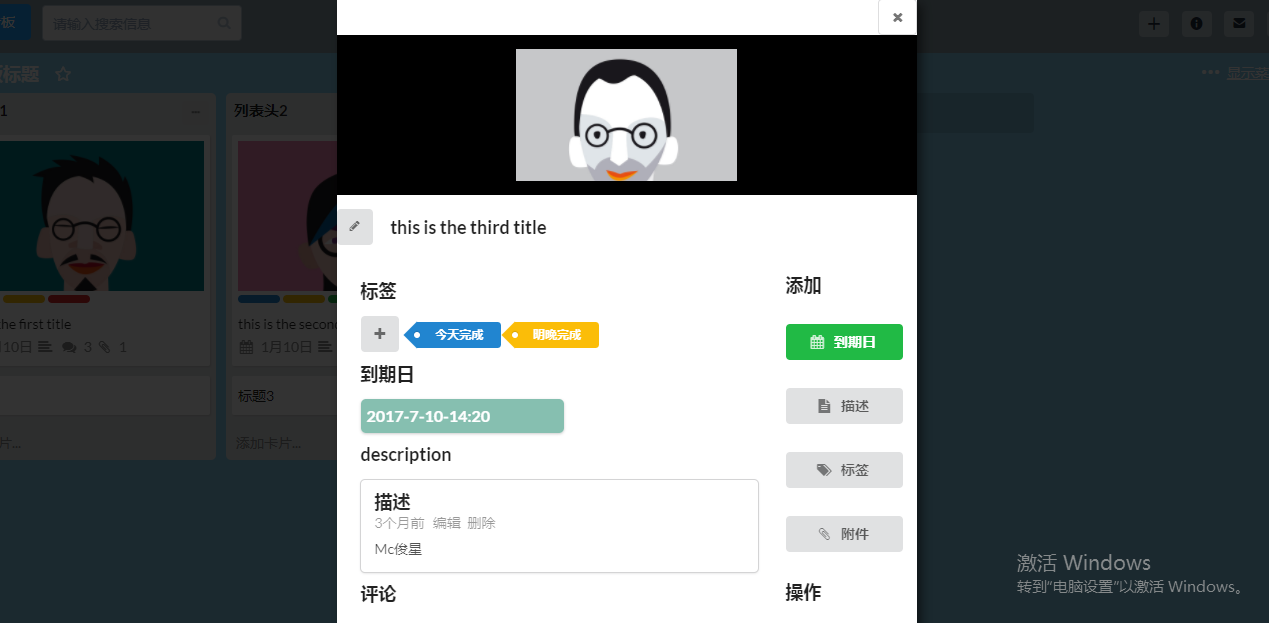 板
请输入搜索信息
标题
显示菜
1
列表头2
the first title
月10日 3 1
this is the second
1月10日
标题3
片...
添加卡片...
this is the third title
标签
今天完成
明晚完成
到期日
2017-7-10-14:20
description
描述
3个月前 编辑 删除
Mc俊星
评论
添加
到期日
描述
标签
附件
操作
激活 Windows
转到“电脑设置”以激活 Windows。